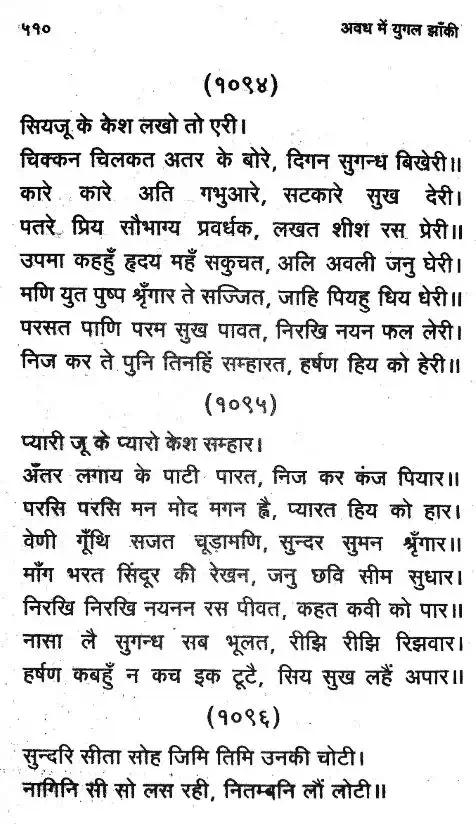 ५१०
अवध में युगल झाँकी
(१०९४)
सियजू के केश लखो तो एरी।
चिक्कन चिलकत अतर के बोरे, दिगन सुगन्ध बिखेरी॥
कारे कारे अति गभुआरे, सटकारे सुख देरी।
पतरे प्रिय सौभाग्य प्रवर्धक, लखत शीश रस प्रेरी॥
उपमा कहहुँ हृदय महँ सकुचत, अलि अवली जनु घेरी।
मणि युत पुष्प श्रृँगार ते सज्जित, जाहि पियहु धिय धेरी॥
परसत पाणि परम सुख पावत, निरखि नयन फल लेरी।
निज कर ते पुनि तिनहिं सम्हारत, हर्षण हिय को हेरी॥
(१०९५)
प्यारी जू के प्यारो केश सम्हार।
अँतर लगाय के पाटी पारत, निज कर कंज पियार॥
परसि परसि मन मोद मगन ह्वै, प्यारत हिय को हार।
वेणी गूँथि सजत चूड़ामणि, सुन्दर सुमन श्रृँगार॥
माँग भरत सिंदूर की रेखन, जनु छवि सीम सुधार।
निरखि निरखि नयनन रस पीवत, कहत कवी को पार॥
नासा लै सुगन्ध सब भूलत, रीझि रीझि रिझवार।
हर्षण कबहुँ न कच इक टूटै, सिय सुख लहैं अपार॥
(१०९६)
सुन्दरि सीता सोह जिमि तिमि उनकी चोटी।
नागिनि सी सो लस रही, नितम्बनि लौं लोटी॥